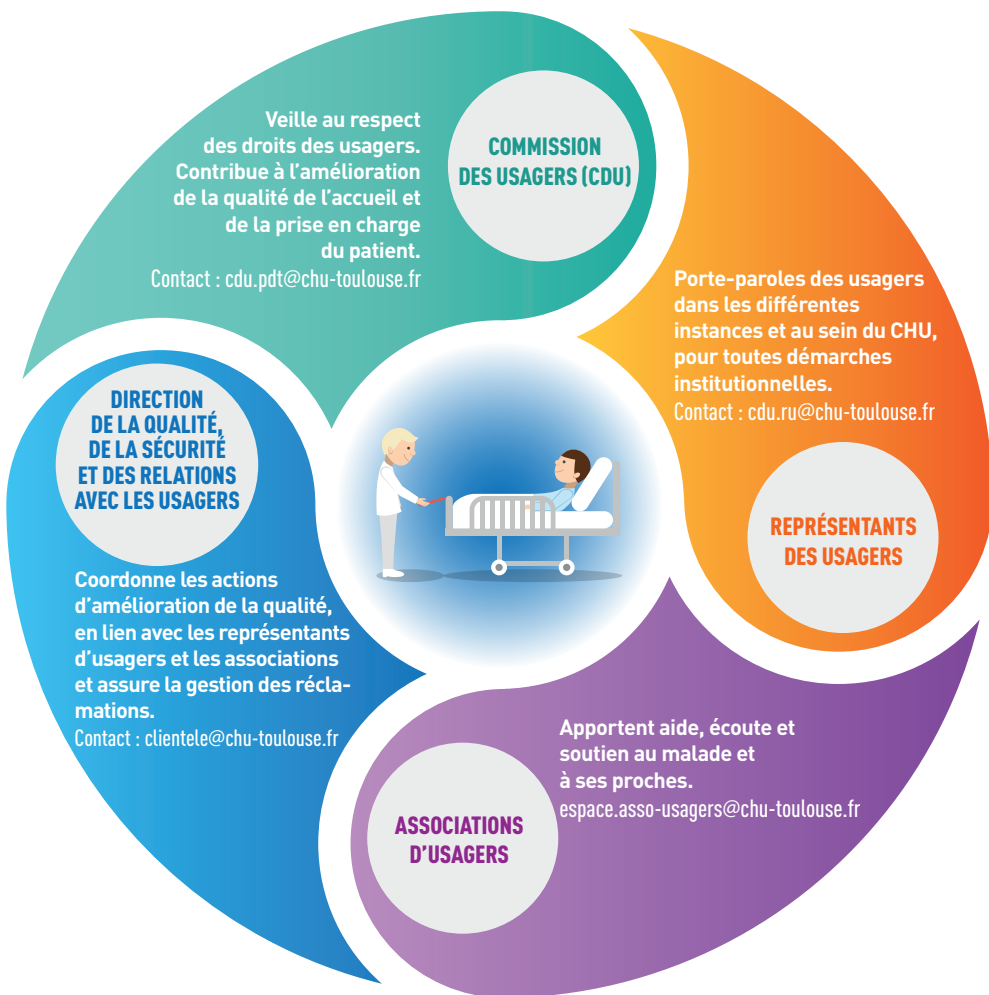 Veille au respect
des droits des usagers.
Contribue à l'amélioration
de la qualité de l'accueil et
de la prise en charge
du patient.
Contact : cdu.pdt@chu-toulouse.fr
COMMISSION
DES USAGERS (CDU)
Porte-paroles des usagers
dans les différentes
instances et au sein du CHU,
pour toutes démarches
institutionnelles.
Contact : cdu.ru@chu-toulouse.fr
REPRÉSENTANTS
DES USAGERS
DIRECTION
DE LA QUALITÉ,
DE LA SÉCURITÉ
ET DES RELATIONS
AVEC LES USAGERS
Coordonne les actions
d'amélioration de la qualité,
en lien avec les représentants
d'usagers et les associations
et assure la gestion des récla-
mations.
Contact : clientele@chu-toulouse.fr
Apportent aide, écoute et
soutien au malade et
à ses proches.
espace.asso-usagers@chu-toulouse.fr
ASSOCIATIONS
D'USAGERS